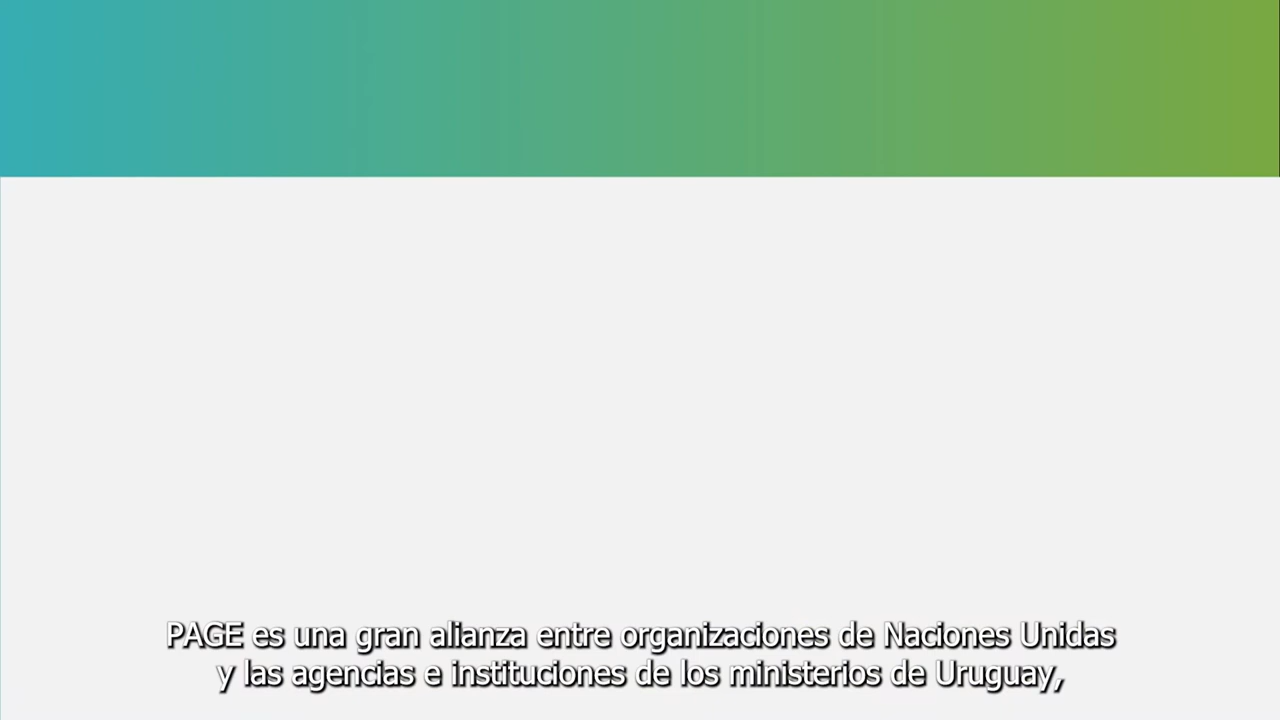 PAGE es una gran alianza entre organizaciones de Naciones Unidas
y las agencias e instituciones de los ministerios de Uruguay,